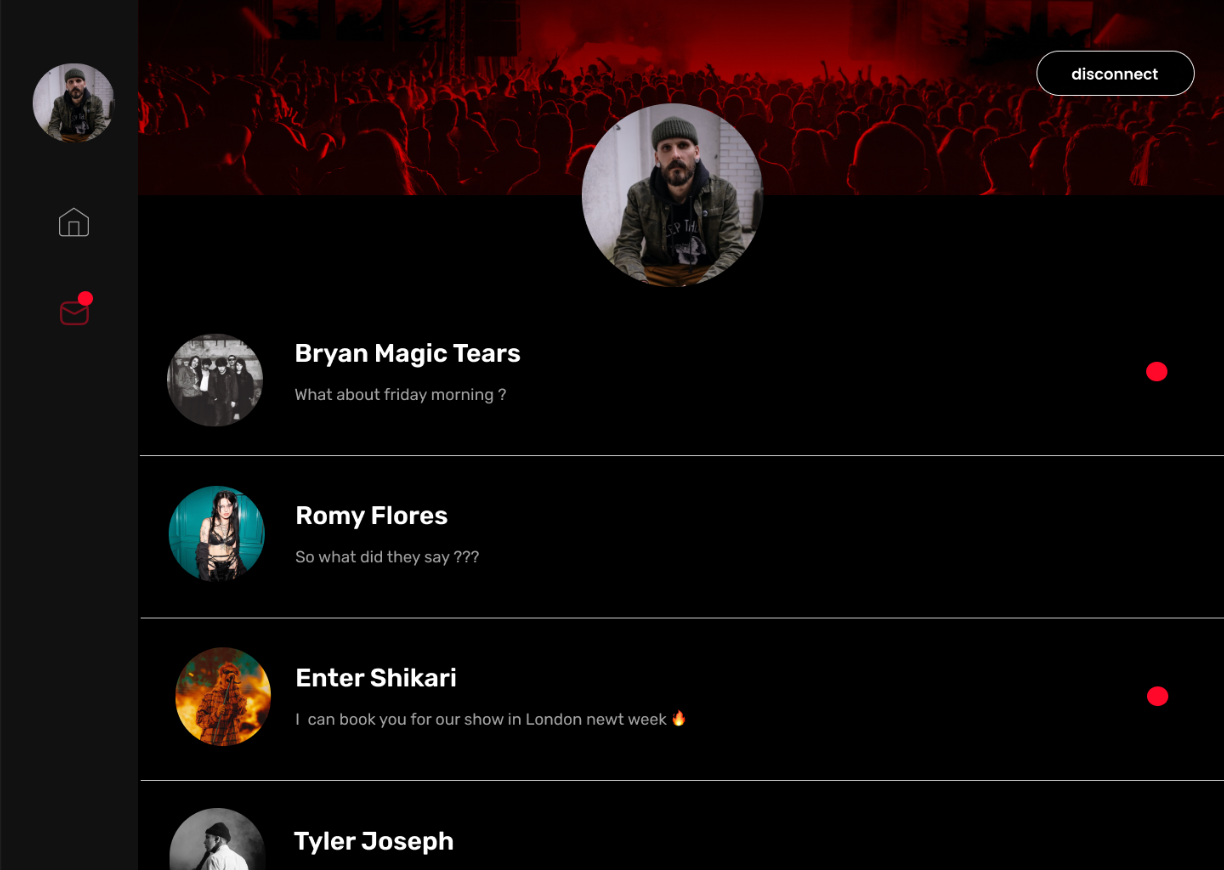 disconnect
Bryan Magic Tears
What about friday morning ?
Romy Flores
So what did they say ???
Enter Shikari
I  can book you for our show in London newt week 🔥
Tyler Joseph